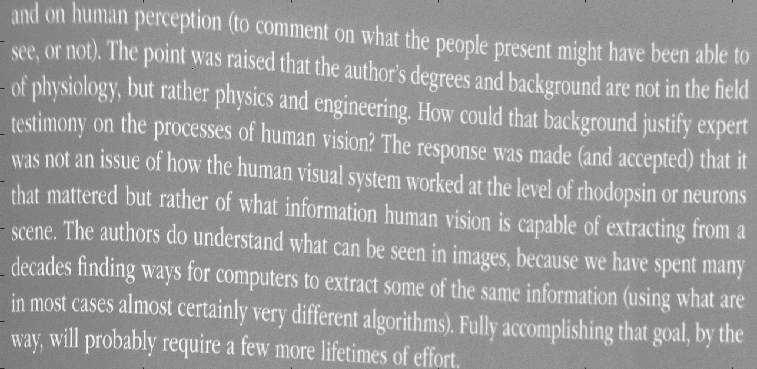 and on human perception (to comment on what the people present might have been able to
see, or not). The point was raised that the author's degrees and background are not in the field
of physiology, but rather physics and engineering. How could that background justify expert
testimony on the processes of human vision? The response was made (and accepted) that it
was not an issue of how the human visual system worked at the level of rhodopsin or neurons
that mattered but rather of what information human vision is capable of extracting from a
scene. The authors do understand what can be seen in images, because we have spent many
decades finding ways for computers to extract some of the same information (using what are
in most cases almost certainly very different algorithms). Fully accomplishing that goal, by the
way, will probably require a few more lifetimes of effort.